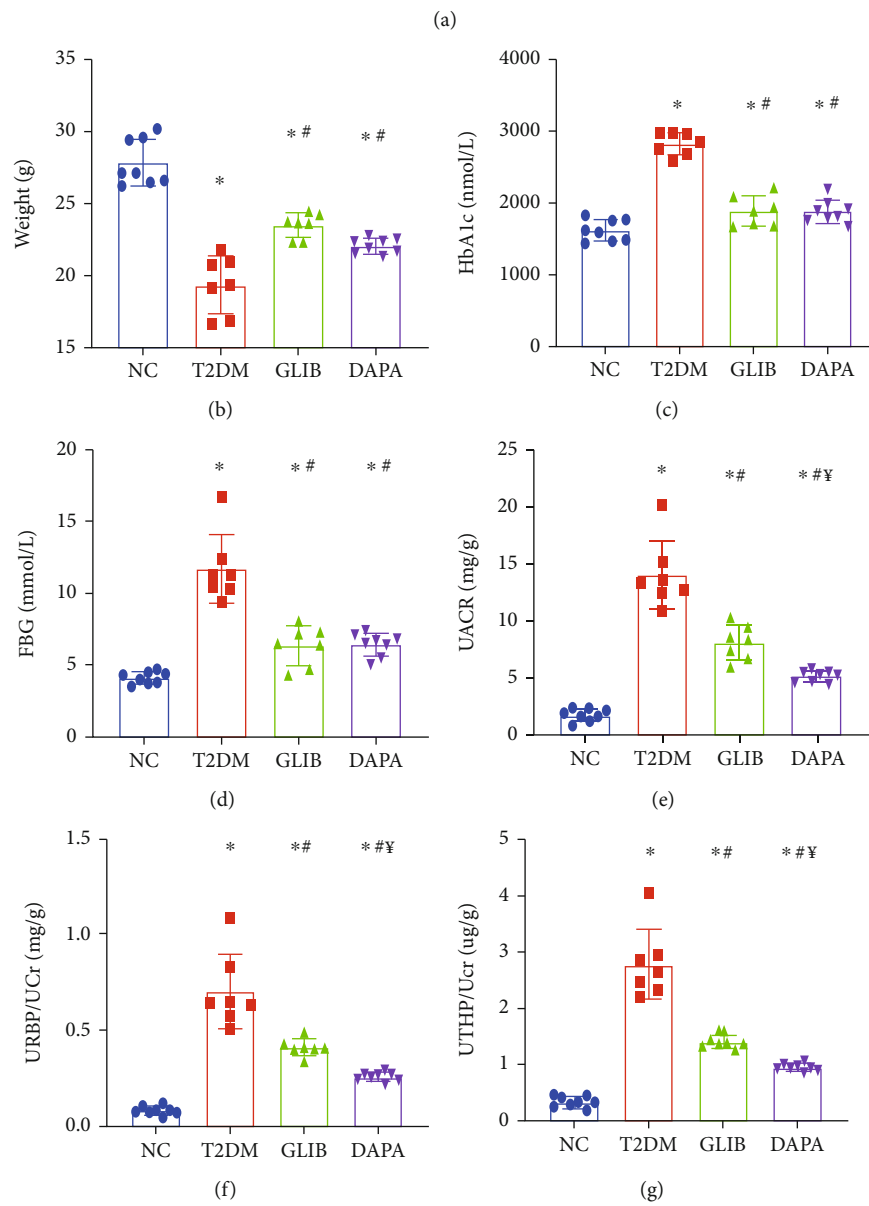 (a)
Weight (g)
35
30
25
20
15
*
* #
* #
NC T2DM GLIB DAPA
(b)
HbA1c (nmol/L)
4000
3000
2000
1000
0
*
* #
* #
NC T2DM GLIB DAPA
(c)
FBG (mmol/L)
20
15
10
5
0
*
* #
* #
NC T2DM GLIB DAPA
(d)
UACR (mg/g)
25
20
15
10
5
0
*
*#
* #¥
NC T2DM GLIB DAPA
(e)
URBP/UCr (mg/g)
1.5
1.0
0.5
0.0
*
*#
* #¥
NC T2DM GLIB DAPA
(f)
UTHP/Ucr (ug/g)
5
4
3
2
1
0
*
*#
* #¥
NC T2DM GLIB DAPA
(g)